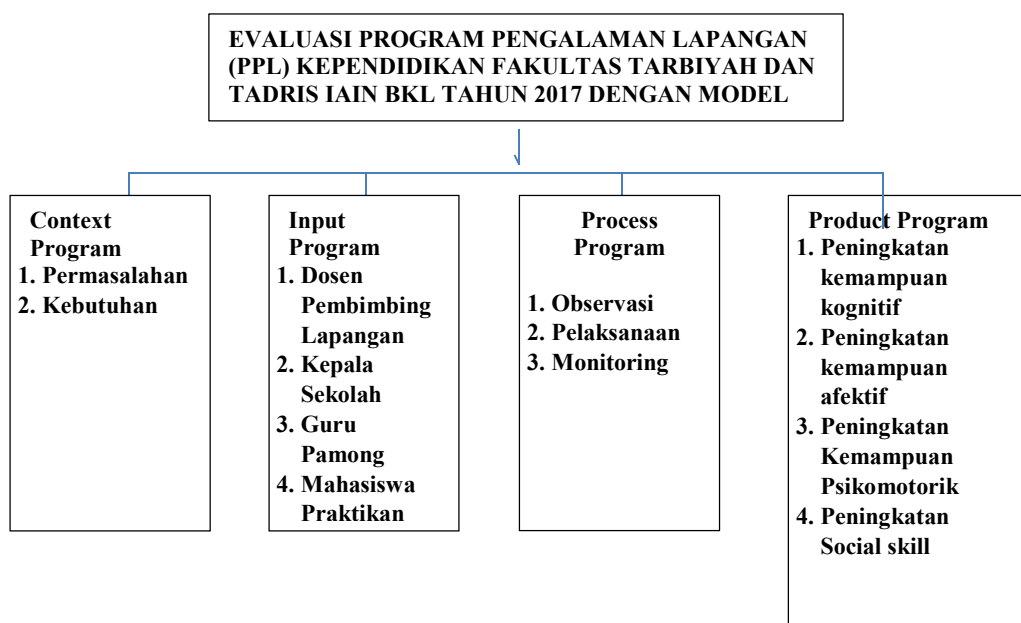 EVALUASI PROGRAM PENGALAMAN LAPANGAN
(PPL) KEPENDIDIKAN FAKULTAS TARBIYAH DAN
TADRIS IAIN BKL TAHUN 2017 DENGAN MODEL
Context
Program
1. Permasalahan
2. Kebutuhan
Input
Program
1. Dosen
Pembimbing
Lapangan
2. Kepala
Sekolah
3. Guru
Pamong
4. Mahasiswa
Praktikan
Process
Program
1. Observasi
2. Pelaksanaan
3. Monitoring
Product Program
1. Peningkatan
kemampuan
kognitif
2. Peningkatan
kemampuan
afektif
3. Peningkatan
Kemampuan
Psikomotorik
4. Peningkatan
Social skill